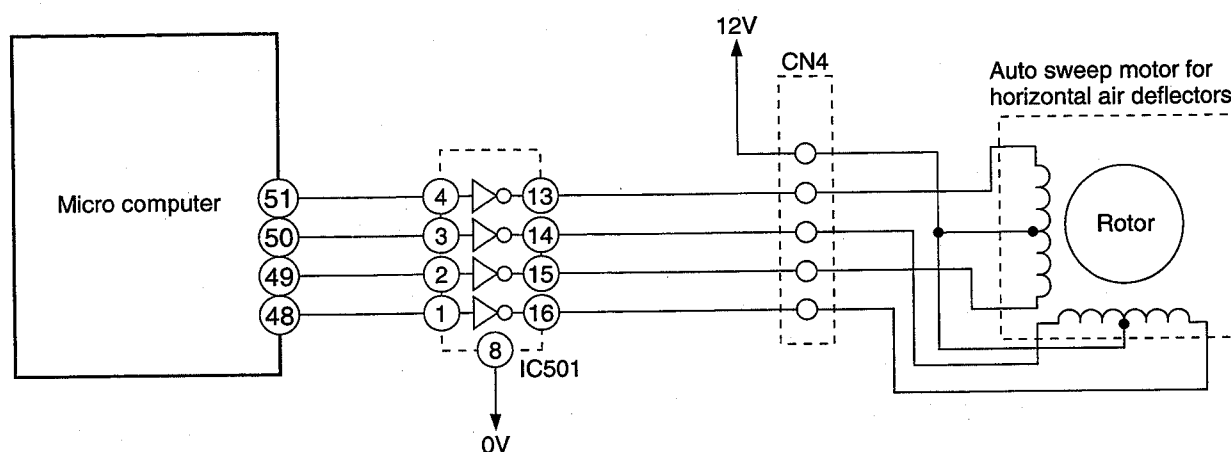 12V
CN4
Auto sweep motor for
horizontal air deflectors
Micro computer
51
4
13
50
3
14
49
2
15
48
1
16
8
IC501
0V
Rotor